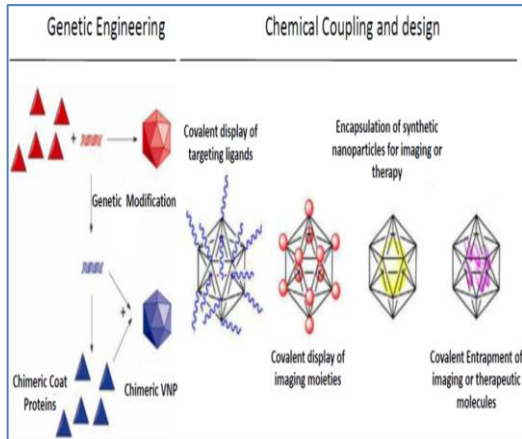 Genetic Engineering
Chemical Coupling and design
Covalent display of
targeting ligands
Encapsulation of synthetic
nanoparticles for imaging or
therapy
+
Genetic Modification
+
Chimeric Coat
Proteins
Chimeric VNP
Covalent display of
imaging moieties
Covalent Entrapment of
imaging or therapeutic
molecules